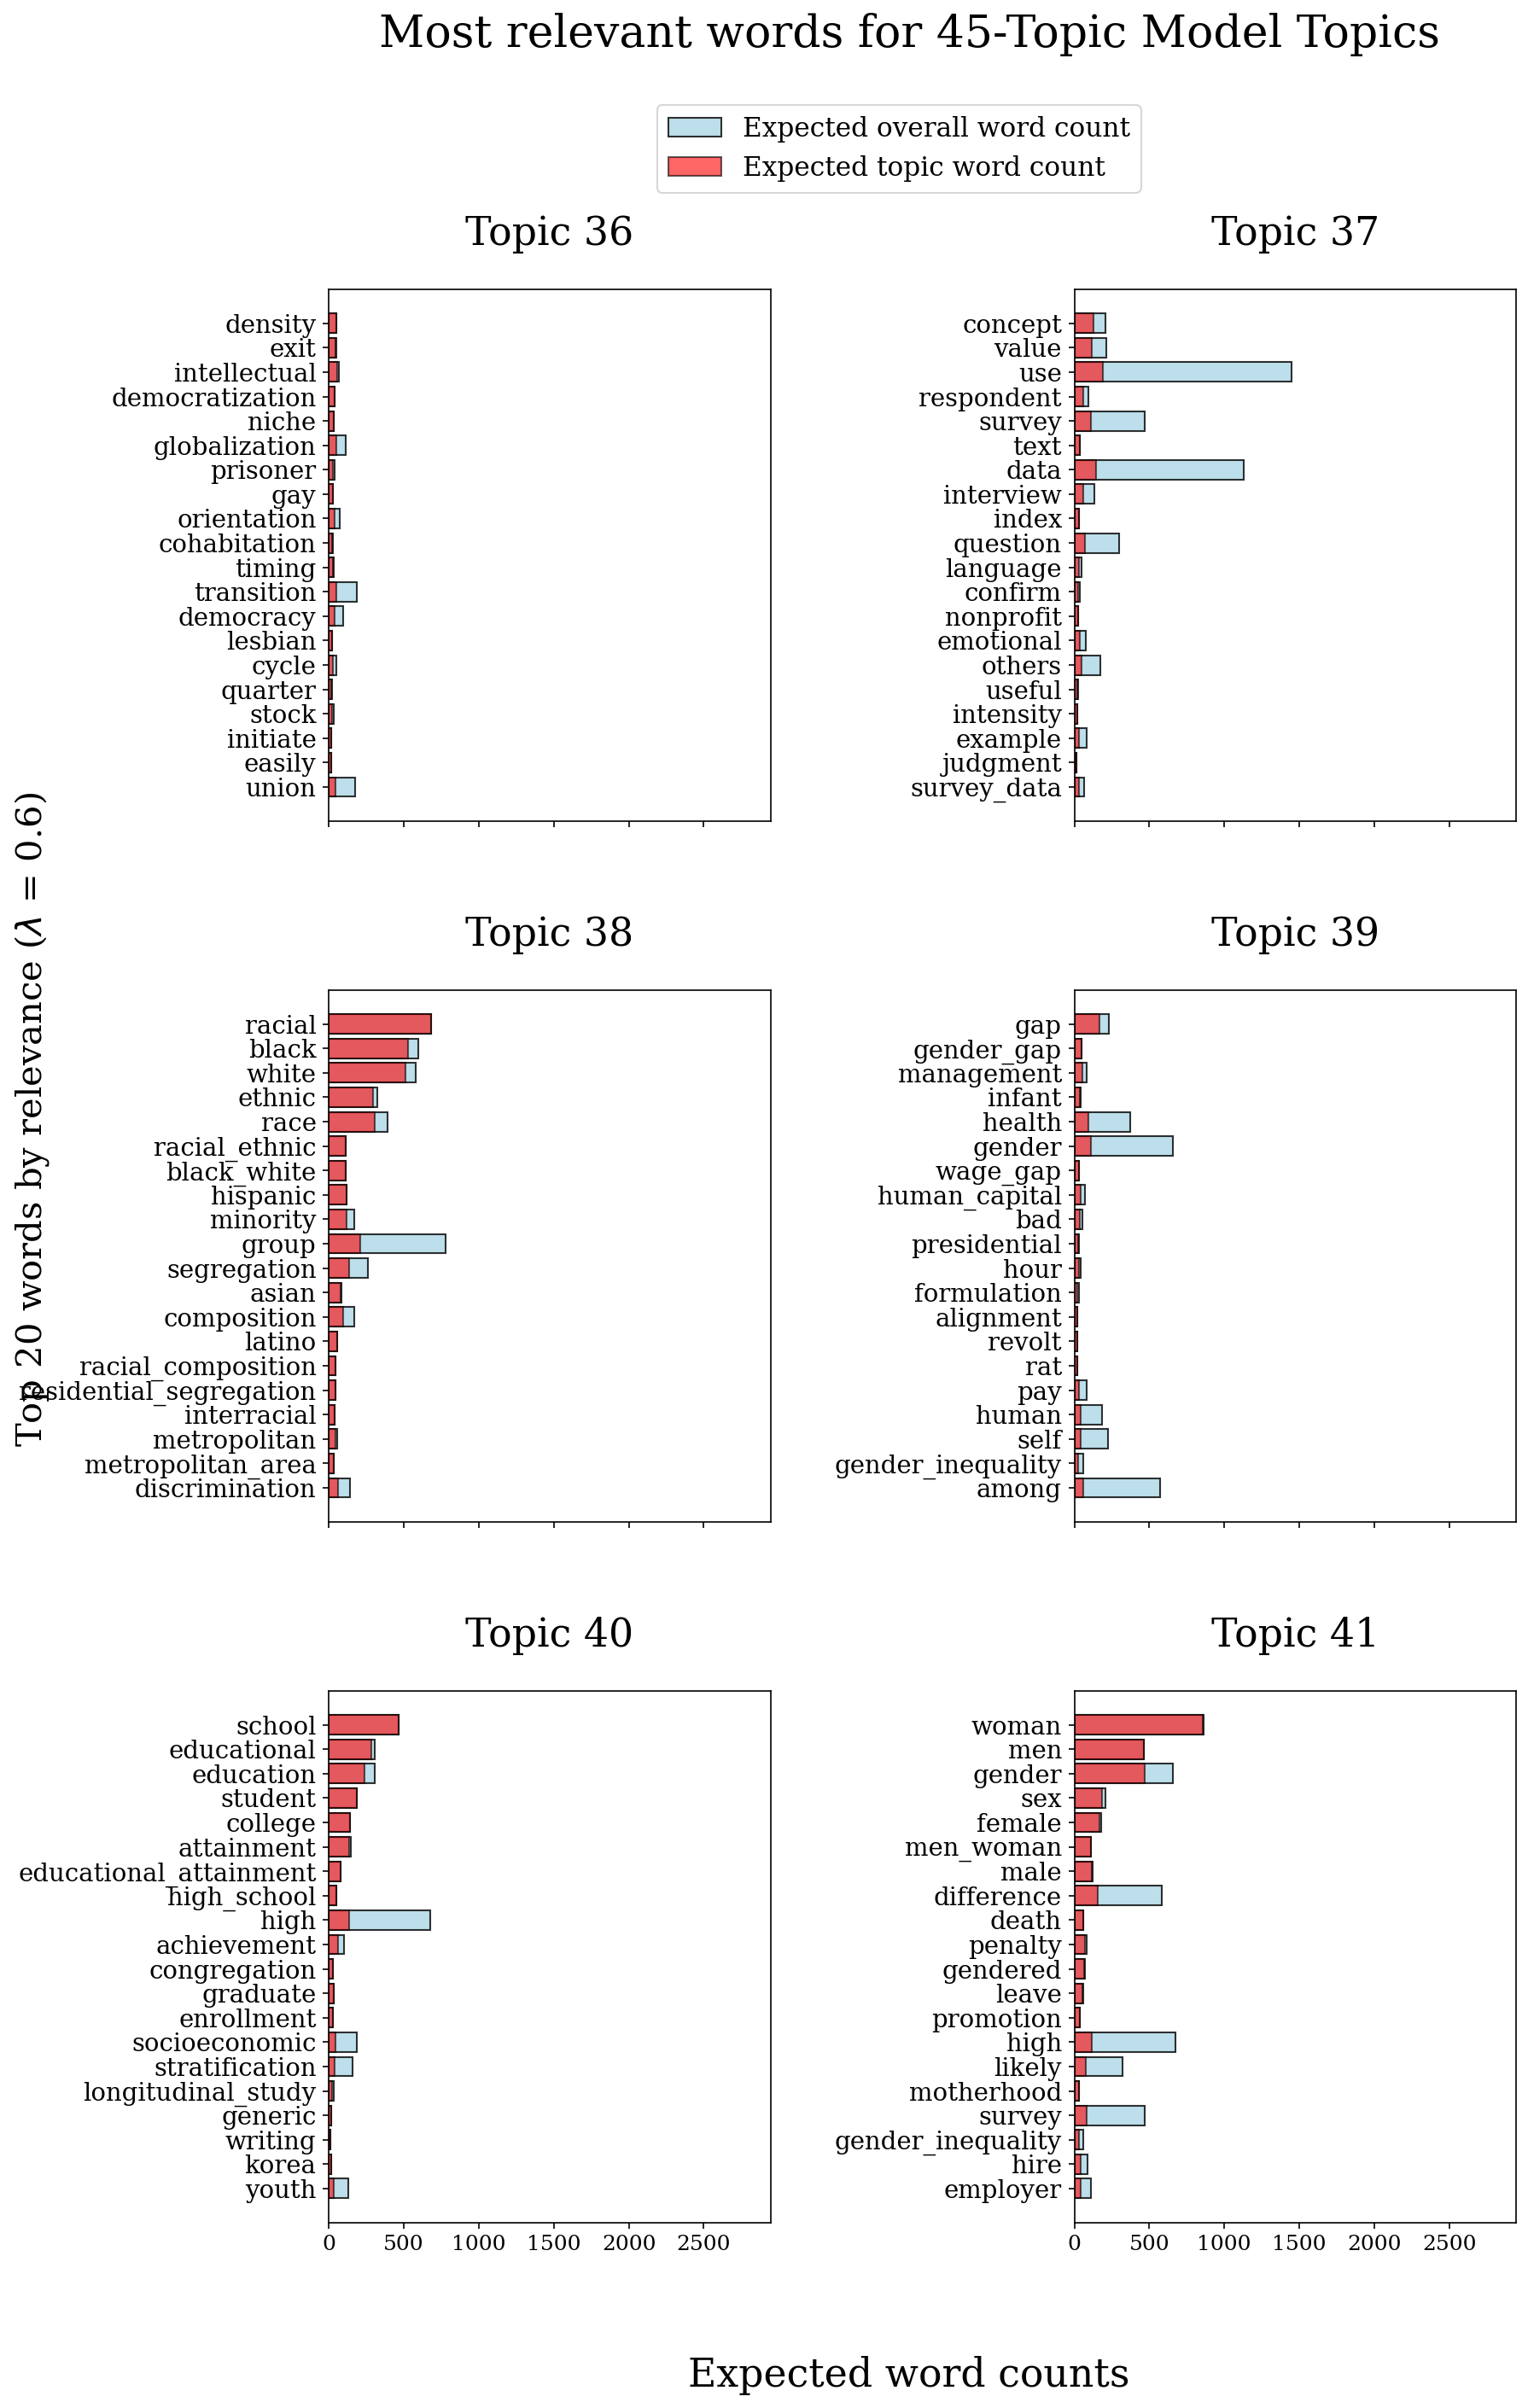 Most relevant words for 45-Topic Model Topics
Expected overall word count
Expected topic word count
Top 20 words by relevance (λ = 0.6)
Topic 36
density
exit
intellectual
democratization
niche
globalization
prisoner
gay
orientation
cohabitation
timing
transition
democracy
lesbian
cycle
quarter
stock
initiate
easily
union
Topic 37
concept
value
use
respondent
survey
text
data
interview
index
question
language
confirm
nonprofit
emotional
others
useful
intensity
example
judgment
survey_data
Topic 38
racial
black
white
ethnic
race
racial_ethnic
black_white
hispanic
minority
group
segregation
asian
composition
latino
racial_composition
residential_segregation
interracial
metropolitan
metropolitan_area
discrimination
Topic 39
gap
gender_gap
management
infant
health
gender
wage_gap
human_capital
bad
presidential
hour
formulation
alignment
revolt
rat
pay
human
self
gender_inequality
among
Topic 40
school
educational
education
student
college
attainment
educational_attainment
high_school
high
achievement
congregation
graduate
enrollment
socioeconomic
stratification
longitudinal_study
generic
writing
korea
youth
0 500 1000 1500 2000 2500
Topic 41
woman
men
gender
sex
female
men_woman
male
difference
death
penalty
gendered
leave
promotion
high
likely
motherhood
survey
gender_inequality
hire
employer
0 500 1000 1500 2000 2500
Expected word counts